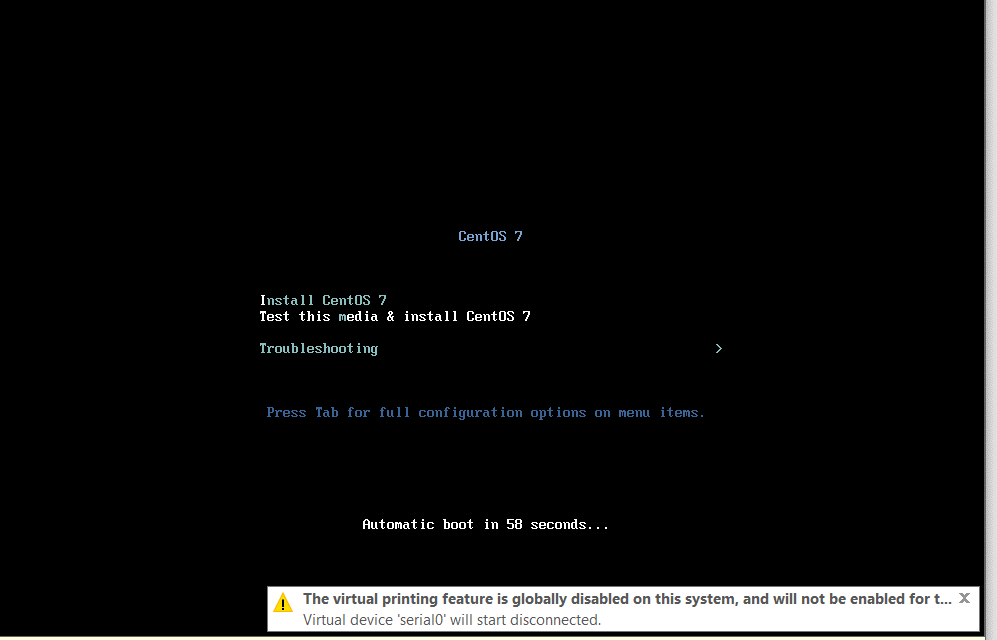 CentOS 7
Install CentOS 7
Test this media & install CentOS 7
Troubleshooting >
Press Tab for full configuration options on menu items.
Automatic boot in 58 seconds...
The virtual printing feature is globally disabled on this system, and will not be enabled for t...
Virtual device 'serial0' will start disconnected.